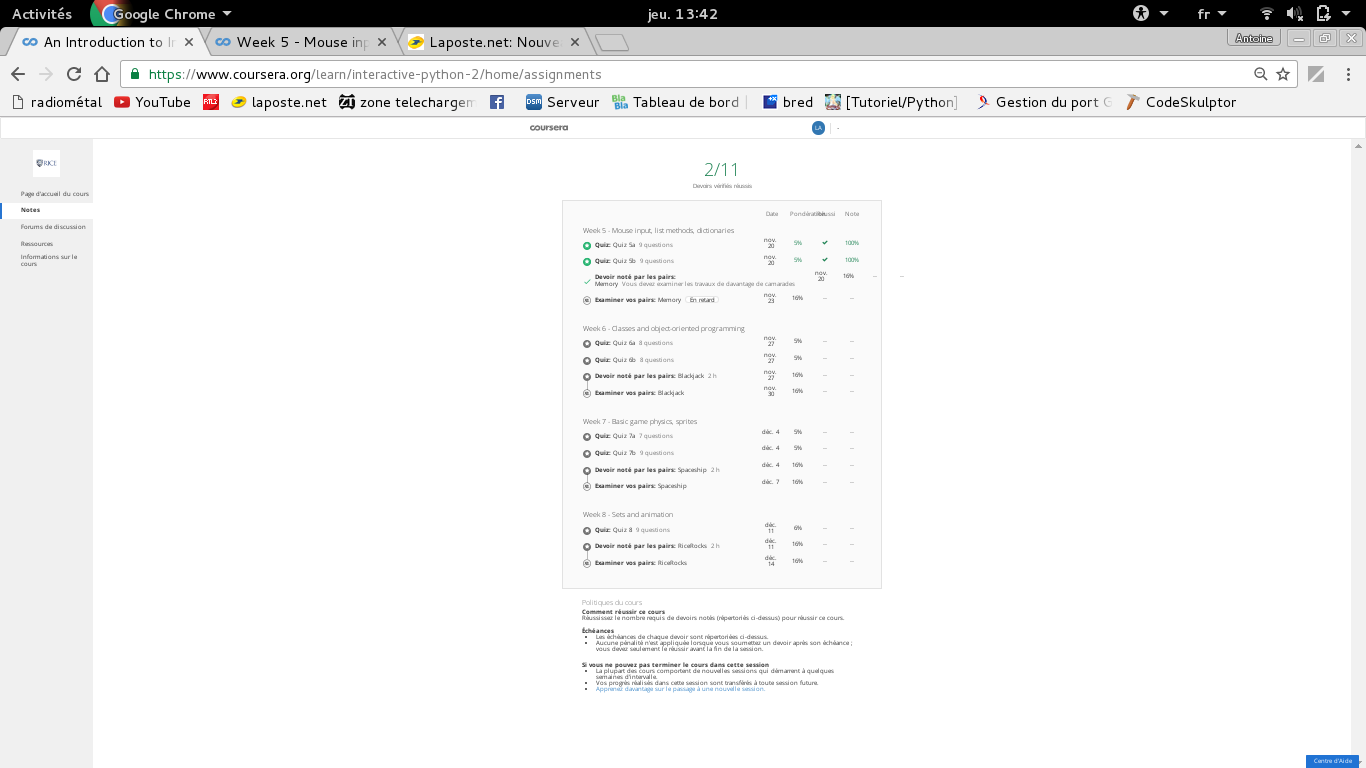 Activités Google Chrome jeu. 13:42 fr
An Introduction to In Week 5 - Mouse inp Laposte.net: Nouve Antoine
https://www.coursera.org/learn/interactive-python-2/home/assignments
radiométal YouTube RTL2 laposte.net zone telechargem Serveur Tableau de bord bred [Tutoriel/Python] Gestion du port G CodeSkulptor
coursera LA
RICE
Page d'accueil du cours
Notes
Forums de discussion
Ressources
Informations sur le
cours
2/11
Devoirs vérifiés réussis
Date Pondération Réussi Note
Week 5 - Mouse input, list methods, dictionaries
Quiz: Quiz 5a 9 questions nov. 20 5% 100%
Quiz: Quiz 5b 9 questions nov. 20 5% 100%
Devoir noté par les pairs:
Memory Vous devez examiner les travaux de davantage de camarades nov. 20 16% -- --
Examiner vos pairs: Memory En retard nov. 23 16% -- --
Week 6 - Classes and object-oriented programming
Quiz: Quiz 6a 8 questions nov. 27 5% -- --
Quiz: Quiz 6b 8 questions nov. 27 5% -- --
Devoir noté par les pairs: Blackjack 2 h nov. 27 16% -- --
Examiner vos pairs: Blackjack nov. 30 16% -- --
Week 7 - Basic game physics, sprites
Quiz: Quiz 7a 7 questions déc. 4 5% -- --
Quiz: Quiz 7b 9 questions déc. 4 5% -- --
Devoir noté par les pairs: Spaceship 2 h déc. 4 16% -- --
Examiner vos pairs: Spaceship déc. 7 16% -- --
Week 8 - Sets and animation
Quiz: Quiz 8 9 questions déc. 11 6% -- --
Devoir noté par les pairs: RiceRocks 2 h déc. 11 16% -- --
Examiner vos pairs: RiceRocks déc. 14 16% -- --
Politiques du cours
Comment réussir ce cours
Réussissez le nombre requis de devoirs notés (répertoriés ci-dessus) pour réussir ce cours.
Échéances
Les échéances de chaque devoir sont répertoriées ci-dessus.
Aucune pénalité n'est appliquée lorsque vous soumettez un devoir après son échéance ;
vous devez seulement le réussir avant la fin de la session.
Si vous ne pouvez pas terminer le cours dans cette session
La plupart des cours comportent de nouvelles sessions qui démarrent à quelques
semaines d'intervalle.
Vos progrès réalisés dans cette session sont transférés à toute session future.
Apprenez davantage sur le passage à une nouvelle session.
Centre d'Aide